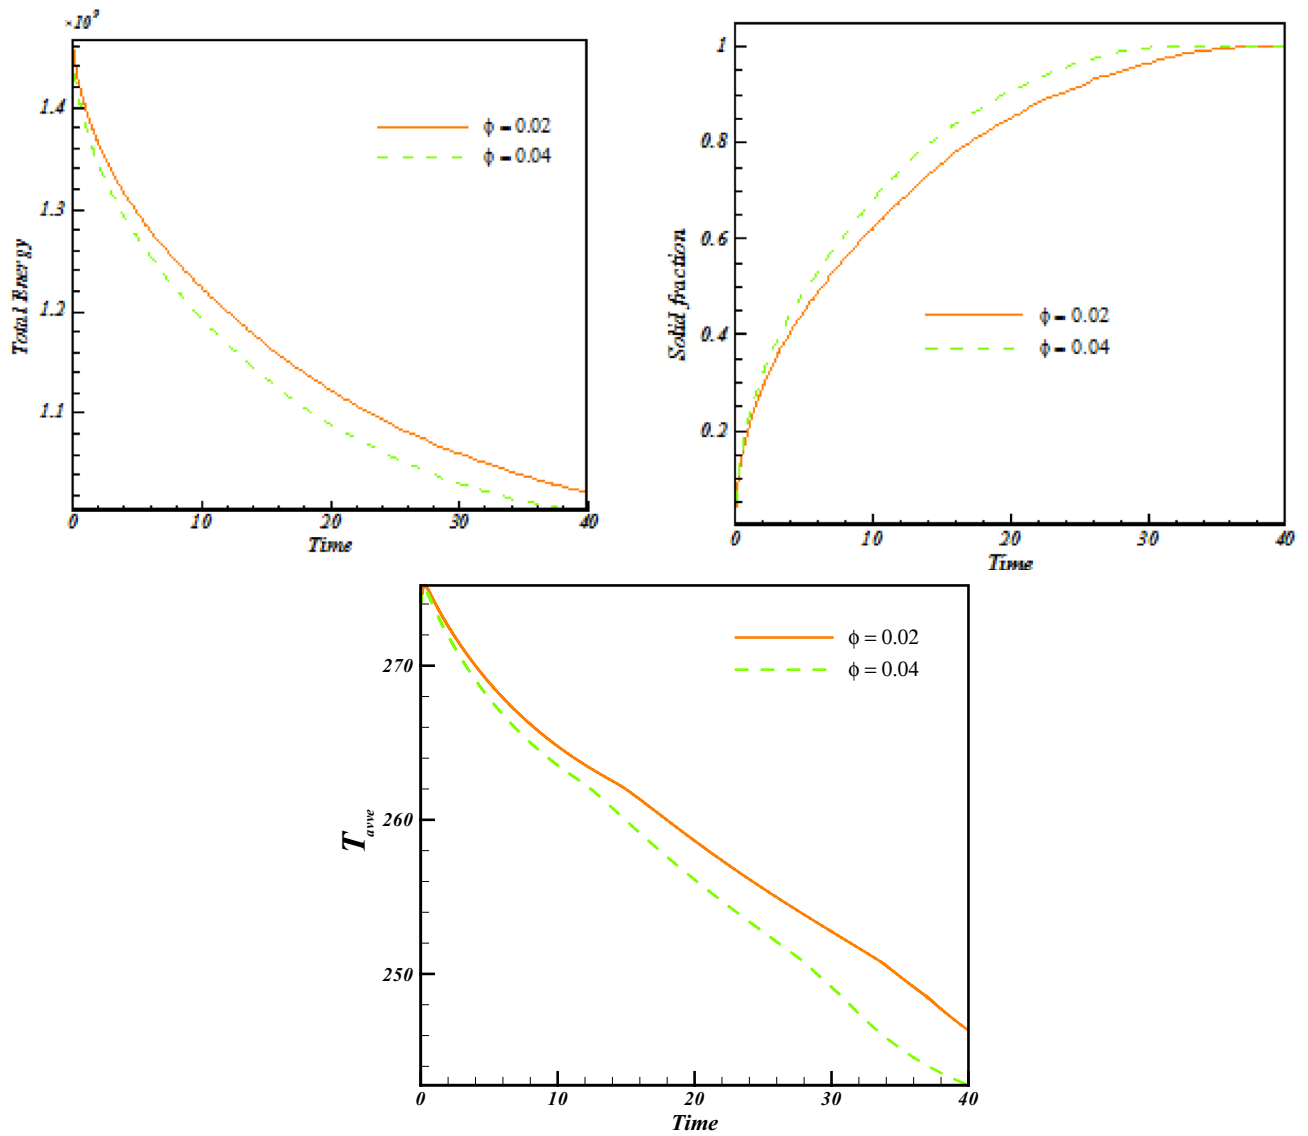 ×10⁹
1.4
1.3
1.2
1.1
Total Energy
0 10 20 30 40
Time
ϕ = 0.02
ϕ = 0.04
1
0.8
0.6
0.4
0.2
Solid fraction
0 10 20 30 40
Time
ϕ = 0.02
ϕ = 0.04
270
260
250
T_avve
0 10 20 30 40
Time
ϕ = 0.02
ϕ = 0.04